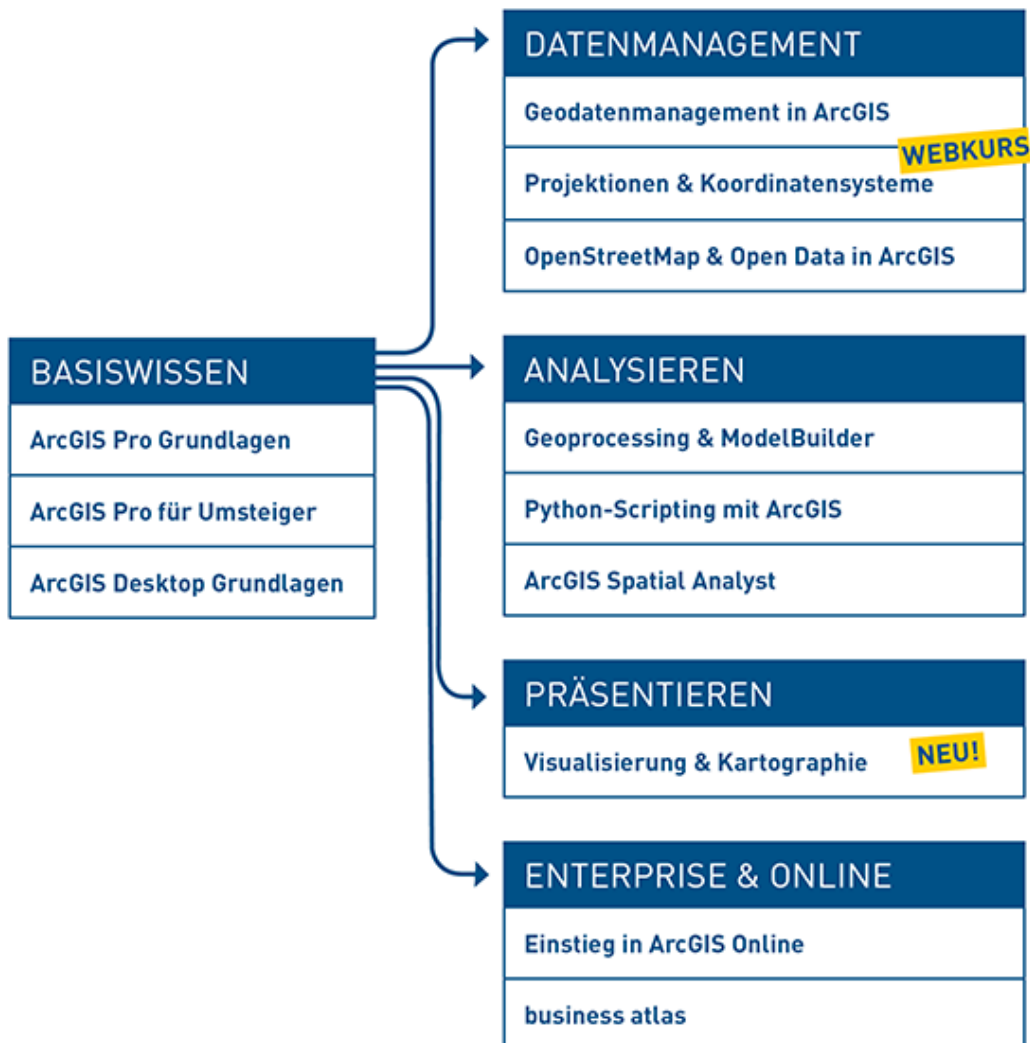 DATENMANAGEMENT
Geodatenmanagement in ArcGIS
WEBKURS
Projektionen & Koordinatensysteme
OpenStreetMap & Open Data in ArcGIS
BASISWISSEN
ArcGIS Pro Grundlagen
ArcGIS Pro für Umsteiger
ArcGIS Desktop Grundlagen
ANALYSIEREN
Geoprocessing & ModelBuilder
Python-Scripting mit ArcGIS
ArcGIS Spatial Analyst
PRÄSENTIEREN
Visualisierung & Kartographie
NEU!
ENTERPRISE & ONLINE
Einstieg in ArcGIS Online
business atlas